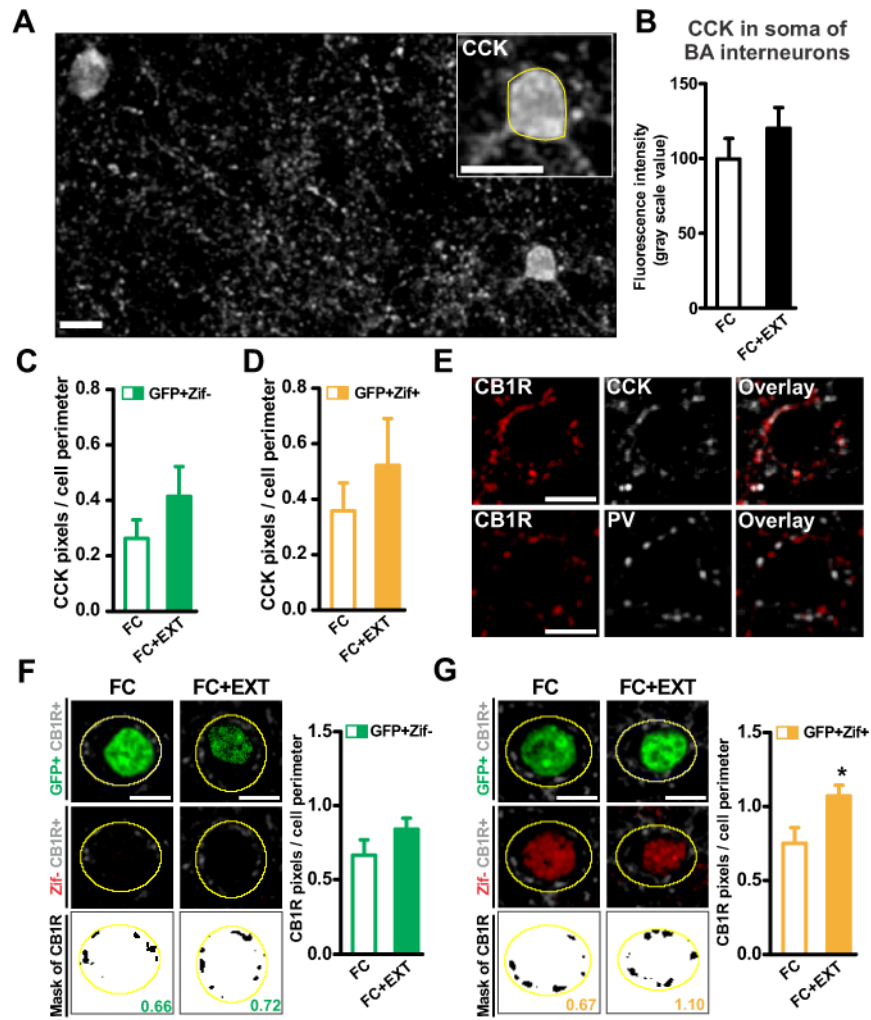 A
CCK
B
CCK in soma of
BA interneurons
Fluorescence intensity
(gray scale value)
150
100
50
0
FC
FC+EXT
C
CCK pixels / cell perimeter
0.8
0.6
0.4
0.2
0.0
GFP+Zif-
FC
FC+EXT
D
CCK pixels / cell perimeter
0.8
0.6
0.4
0.2
0.0
GFP+Zif+
FC
FC+EXT
E
CB1R
CCK
Overlay
CB1R
PV
Overlay
F
FC
FC+EXT
GFP+ CB1R+
Zif- CB1R+
Mask of CB1R
0.66
0.72
CB1R pixels / cell perimeter
1.5
1.0
0.5
0.0
GFP+Zif-
FC
FC+EXT
G
FC
FC+EXT
GFP+ CB1R+
Zif- CB1R+
Mask of CB1R
0.67
1.10
CB1R pixels / cell perimeter
1.5
1.0
0.5
0.0
GFP+Zif+
*
FC
FC+EXT